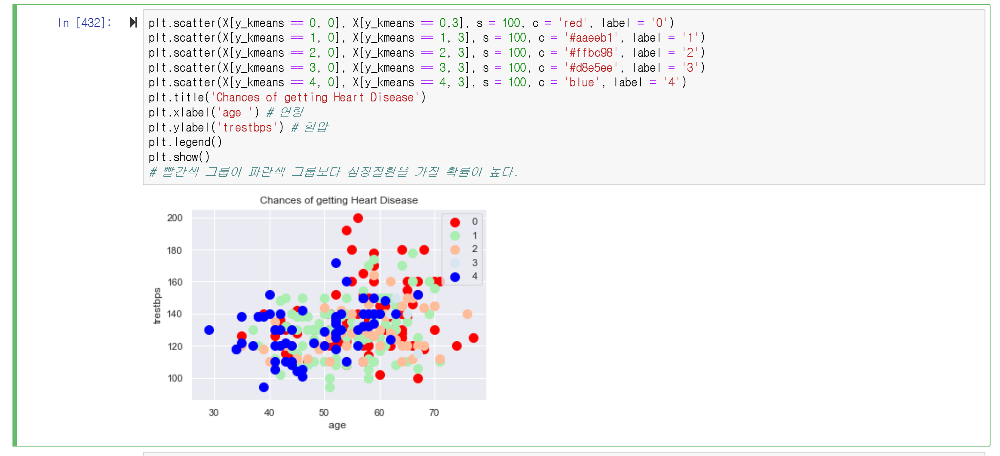 In [432]:
plt.scatter(X[y_kmeans == 0, 0], X[y_kmeans == 0,3], s = 100, c = 'red', label = '0')
plt.scatter(X[y_kmeans == 1, 0], X[y_kmeans == 1, 3], s = 100, c = '#aaeeb1', label = '1')
plt.scatter(X[y_kmeans == 2, 0], X[y_kmeans == 2, 3], s = 100, c = '#ffbc98', label = '2')
plt.scatter(X[y_kmeans == 3, 0], X[y_kmeans == 3, 3], s = 100, c = '#d8e5ee', label = '3')
plt.scatter(X[y_kmeans == 4, 0], X[y_kmeans == 4, 3], s = 100, c = 'blue', label = '4')
plt.title('Chances of getting Heart Disease')
plt.xlabel('age ') # 연령
plt.ylabel('trestbps') # 혈압
plt.legend()
plt.show()
# 빨간색 그룹이 파란색 그룹보다 심장질환을 가질 확률이 높다.
Chances of getting Heart Disease
200
180
160
140
120
100
trestbps
0
1
2
3
4
30 40 50 60 70
age